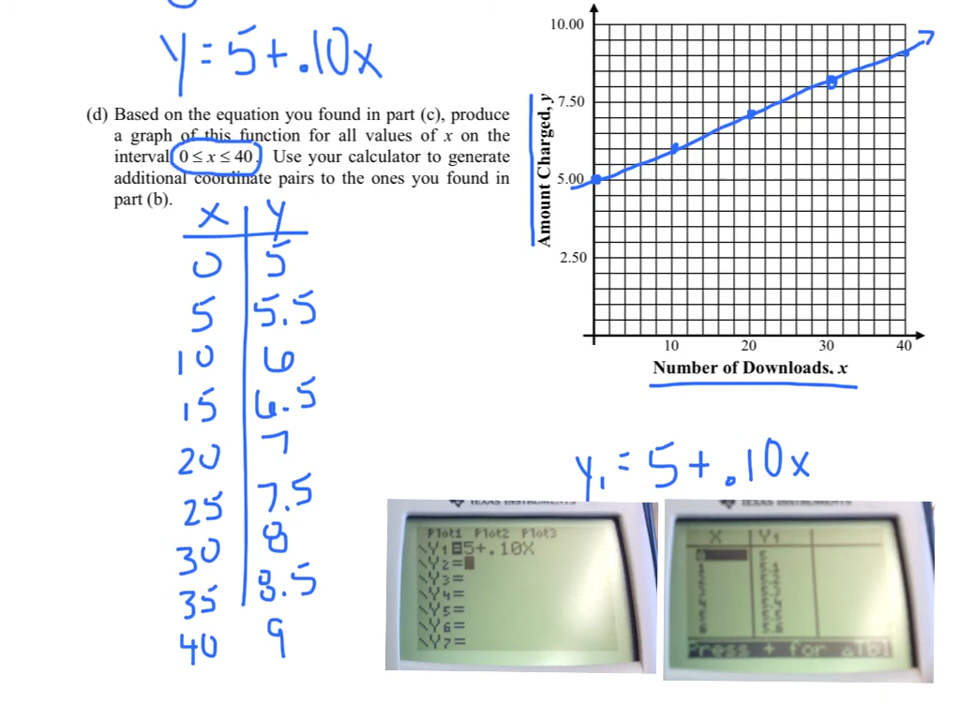 y = 5 + .10x
(d) Based on the equation you found in part (c), produce
a graph of this function for all values of x on the
interval 0 ≤ x ≤ 40. Use your calculator to generate
additional coordinate pairs to the ones you found in
part (b).
x y
0 5
5 5.5
10 6
15 6.5
20 7
25 7.5
30 8
35 8.5
40 9
Amount Charged, y
10.00
7.50
5.00
2.50
10 20 30 40
Number of Downloads, x
y₁ = 5 + .10x
TEXAS INSTRUMENTS
Plot1 Plot2 Plot3
\Y1=5+.10X
\Y2=
\Y3=
\Y4=
\Y5=
\Y6=
\Y7=
X Y1
Press + for △Tbl